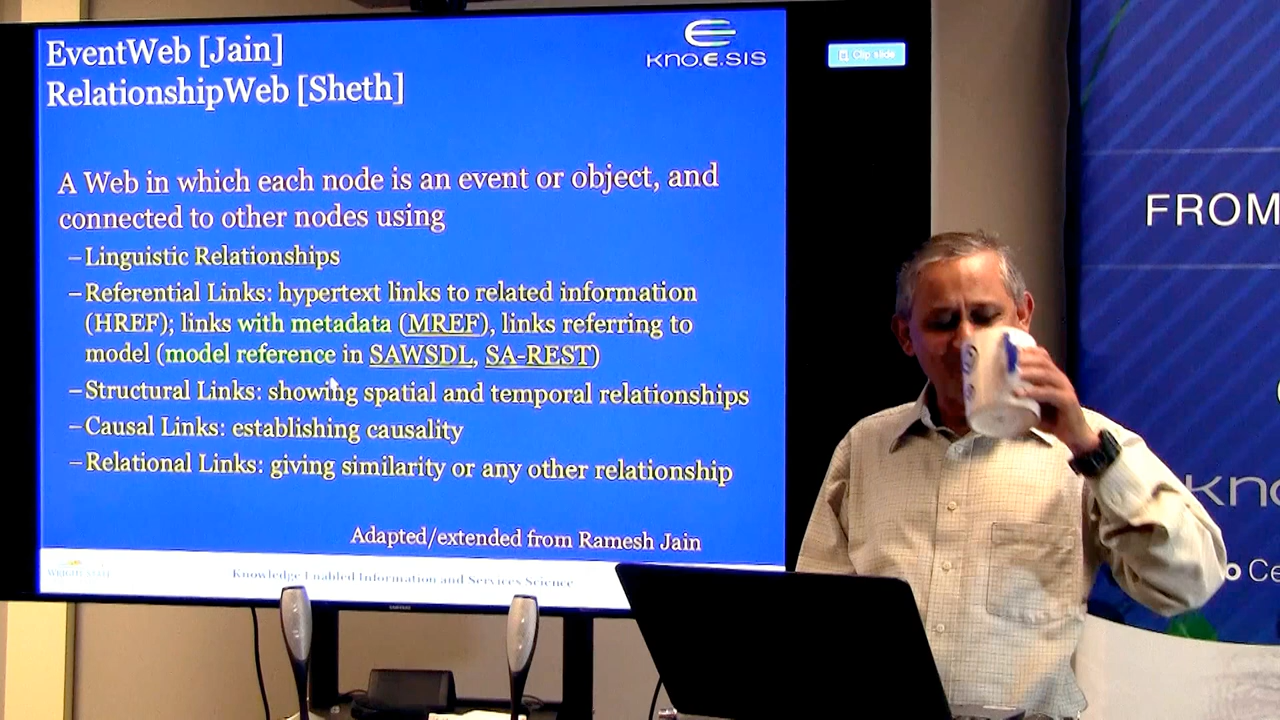 EventWeb [Jain]
RelationshipWeb [Sheth]
kno.e.sis
Clip slide
A Web in which each node is an event or object, and
connected to other nodes using
–Linguistic Relationships
–Referential Links: hypertext links to related information
(HREF); links with metadata (MREF), links referring to
model (model reference in SAWSDL, SA-REST)
–Structural Links: showing spatial and temporal relationships
–Causal Links: establishing causality
–Relational Links: giving similarity or any other relationship
Adapted/extended from Ramesh Jain
WRIGHT STATE
Knowledge Enabled Information and Services Science
SAMSUNG
FROM
kno
o Ce